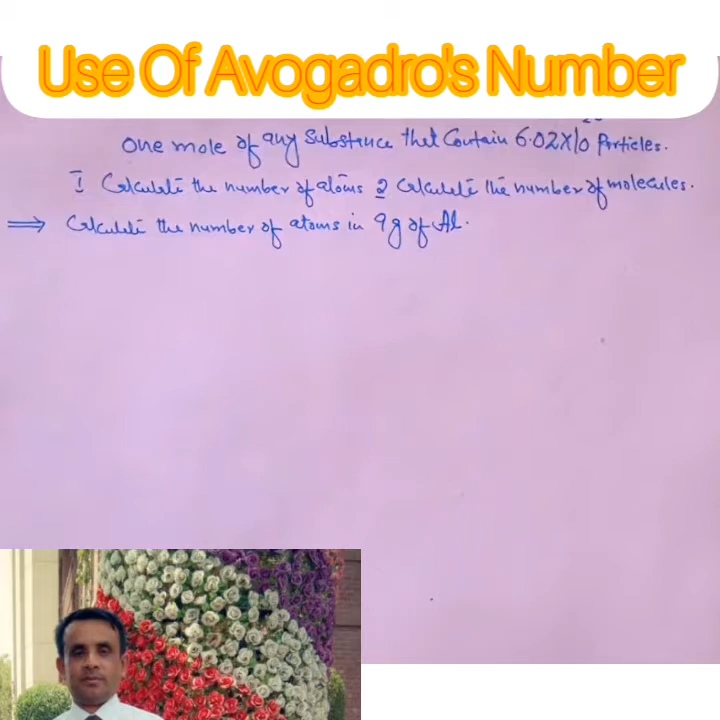 Use Of Avogadro's Number
One mole of any substance that Contain 6.02X10 Particles.
1 Calculate the number of atoms 2 Calculate the number of molecules.
⟹ Calculate the number of atoms in 9g of Al.